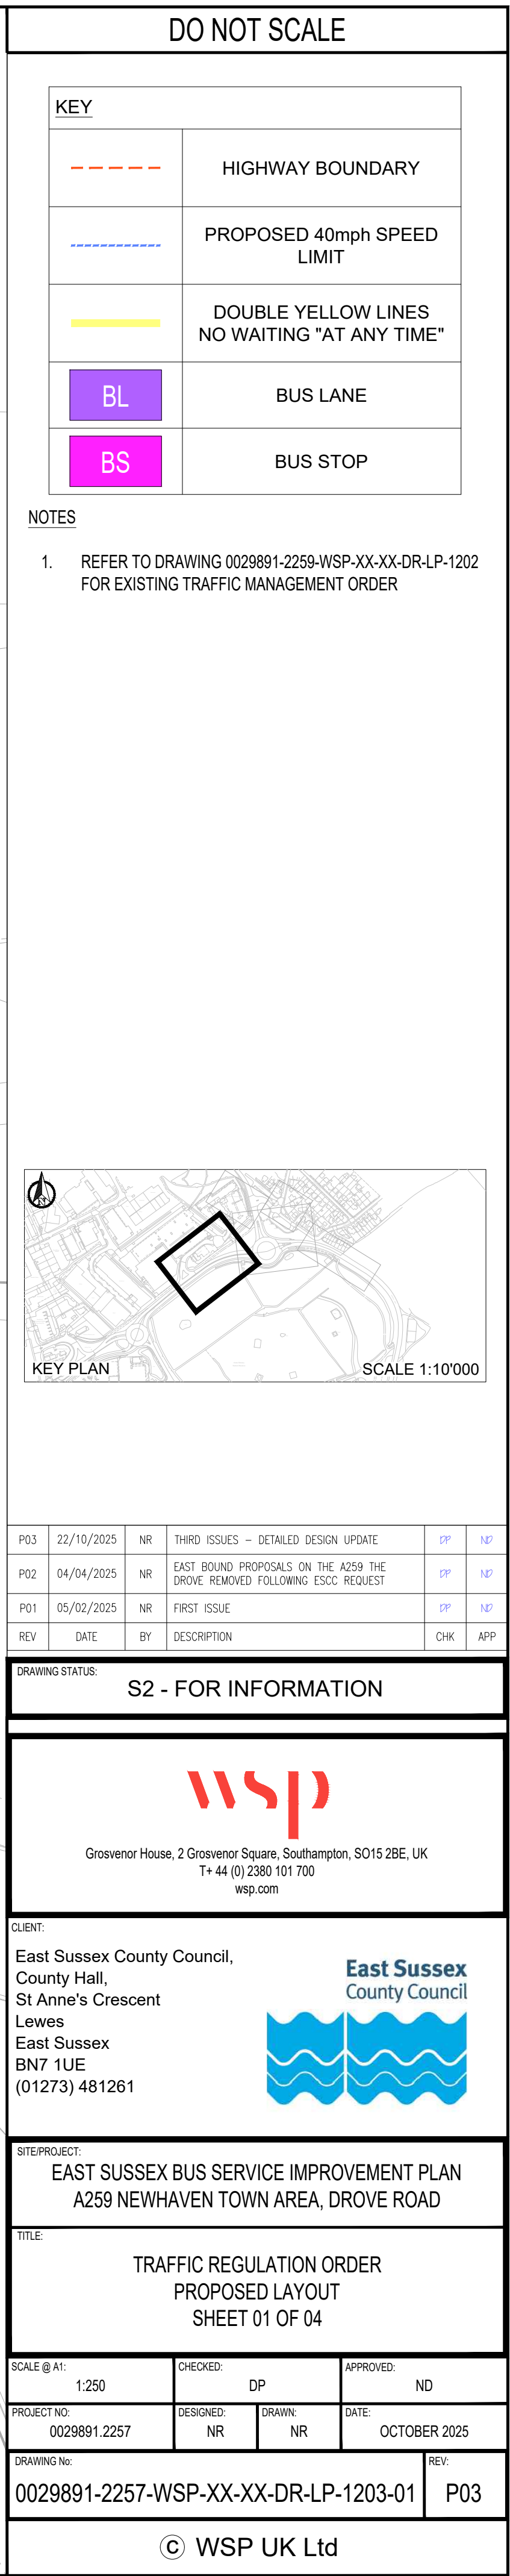 DO NOT SCALE
KEY
HIGHWAY BOUNDARY
PROPOSED 40mph SPEED
LIMIT
DOUBLE YELLOW LINES
NO WAITING "AT ANY TIME"
BL
BUS LANE
BS
BUS STOP
NOTES
1. REFER TO DRAWING 0029891-2259-WSP-XX-XX-DR-LP-1202
FOR EXISTING TRAFFIC MANAGEMENT ORDER
N
KEY PLAN
SCALE 1:10'000
P03 22/10/2025 NR THIRD ISSUES - DETAILED DESIGN UPDATE DP ND
P02 04/04/2025 NR EAST BOUND PROPOSALS ON THE A259 THE
DROVE REMOVED FOLLOWING ESCC REQUEST DP ND
P01 05/02/2025 NR FIRST ISSUE DP ND
REV DATE BY DESCRIPTION CHK APP
DRAWING STATUS:
S2 - FOR INFORMATION
wsp
Grosvenor House, 2 Grosvenor Square, Southampton, SO15 2BE, UK
T+ 44 (0) 2380 101 700
wsp.com
CLIENT:
East Sussex County Council,
County Hall,
St Anne's Crescent
Lewes
East Sussex
BN7 1UE
(01273) 481261
East Sussex
County Council
SITE/PROJECT:
EAST SUSSEX BUS SERVICE IMPROVEMENT PLAN
A259 NEWHAVEN TOWN AREA, DROVE ROAD
TITLE:
TRAFFIC REGULATION ORDER
PROPOSED LAYOUT
SHEET 01 OF 04
SCALE @ A1: CHECKED: APPROVED:
1:250 DP ND
PROJECT NO: DESIGNED: DRAWN: DATE:
0029891.2257 NR NR OCTOBER 2025
DRAWING No: REV:
0029891-2257-WSP-XX-XX-DR-LP-1203-01 P03
© WSP UK Ltd